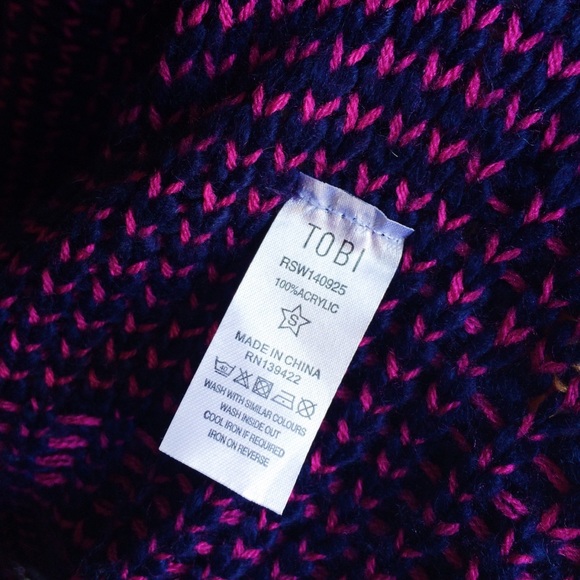 TOBI
RSW140925
100%ACRYLIC
S
MADE IN CHINA
RN139422
40
WASH WITH SIMILAR COLOURS
WASH INSIDE OUT
COOL IRON IF REQUIRED
IRON ON REVERSE